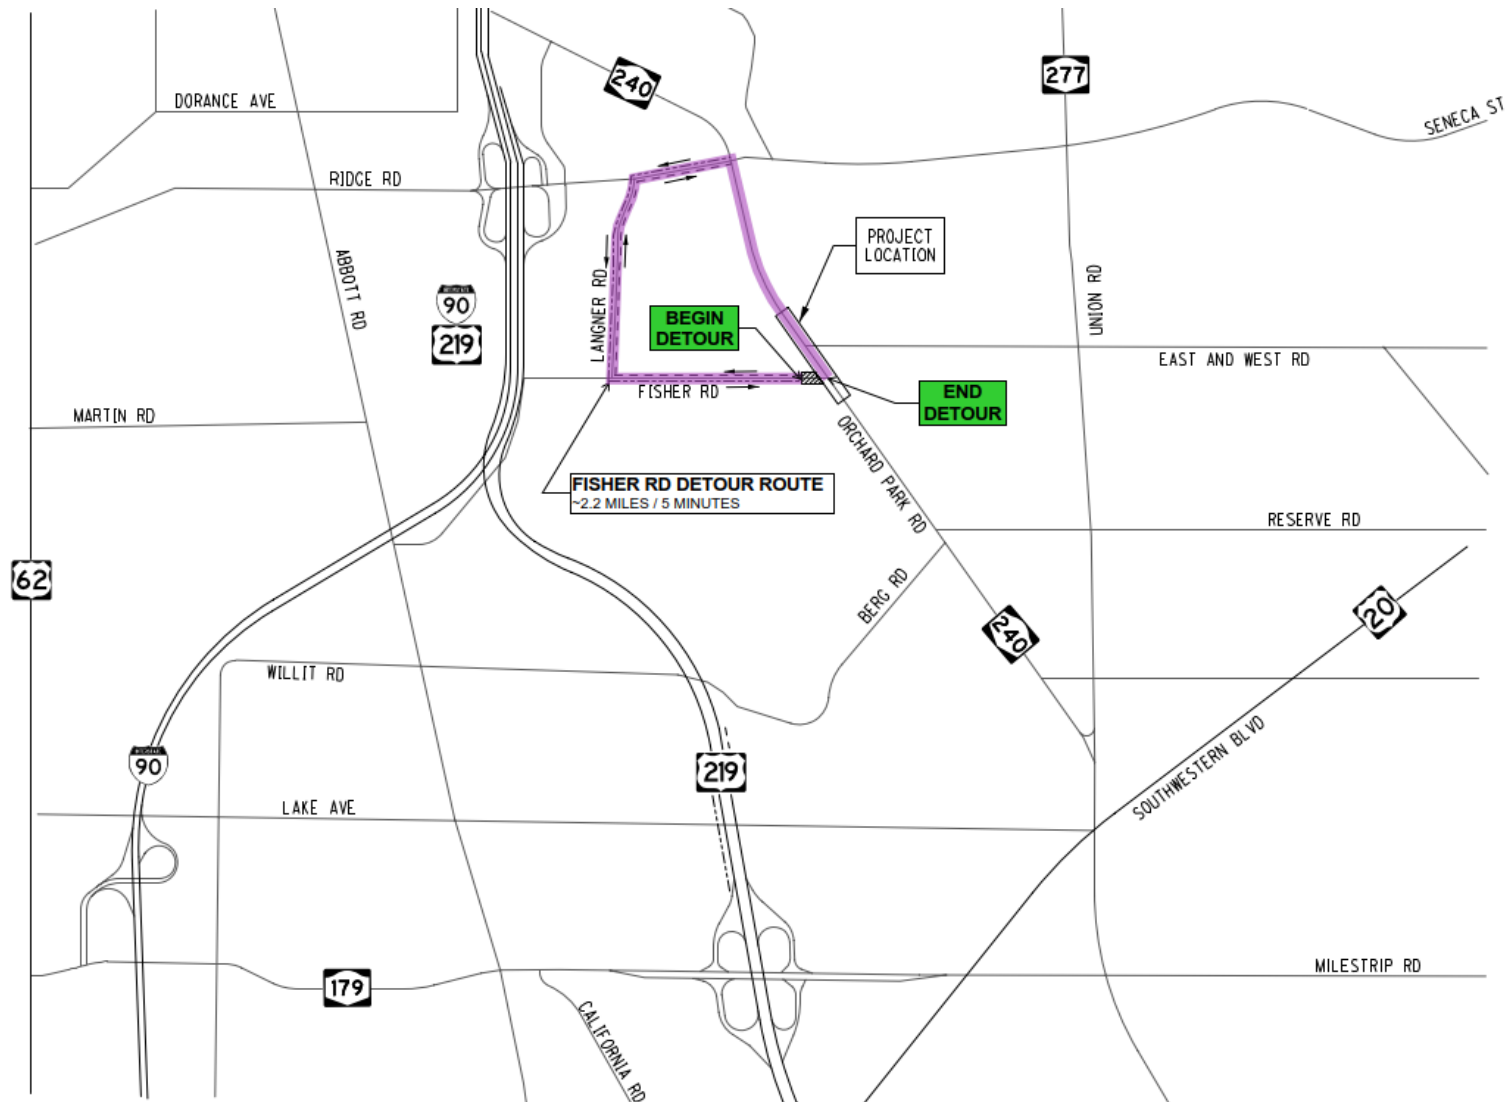 240
277
SENECA ST
DORANCE AVE
RIDGE RD
PROJECT
LOCATION
ABBOTT RD
UNION RD
LANGNER RD
INTERSTATE
90
219
BEGIN
DETOUR
EAST AND WEST RD
FISHER RD
END
DETOUR
MARTIN RD
ORCHARD PARK RD
FISHER RD DETOUR ROUTE
~2.2 MILES / 5 MINUTES
RESERVE RD
62
BERG RD
20
240
WILLIT RD
SOUTHWESTERN BLVD
90
219
LAKE AVE
MILESTRIP RD
179
CALIFORNIA RD